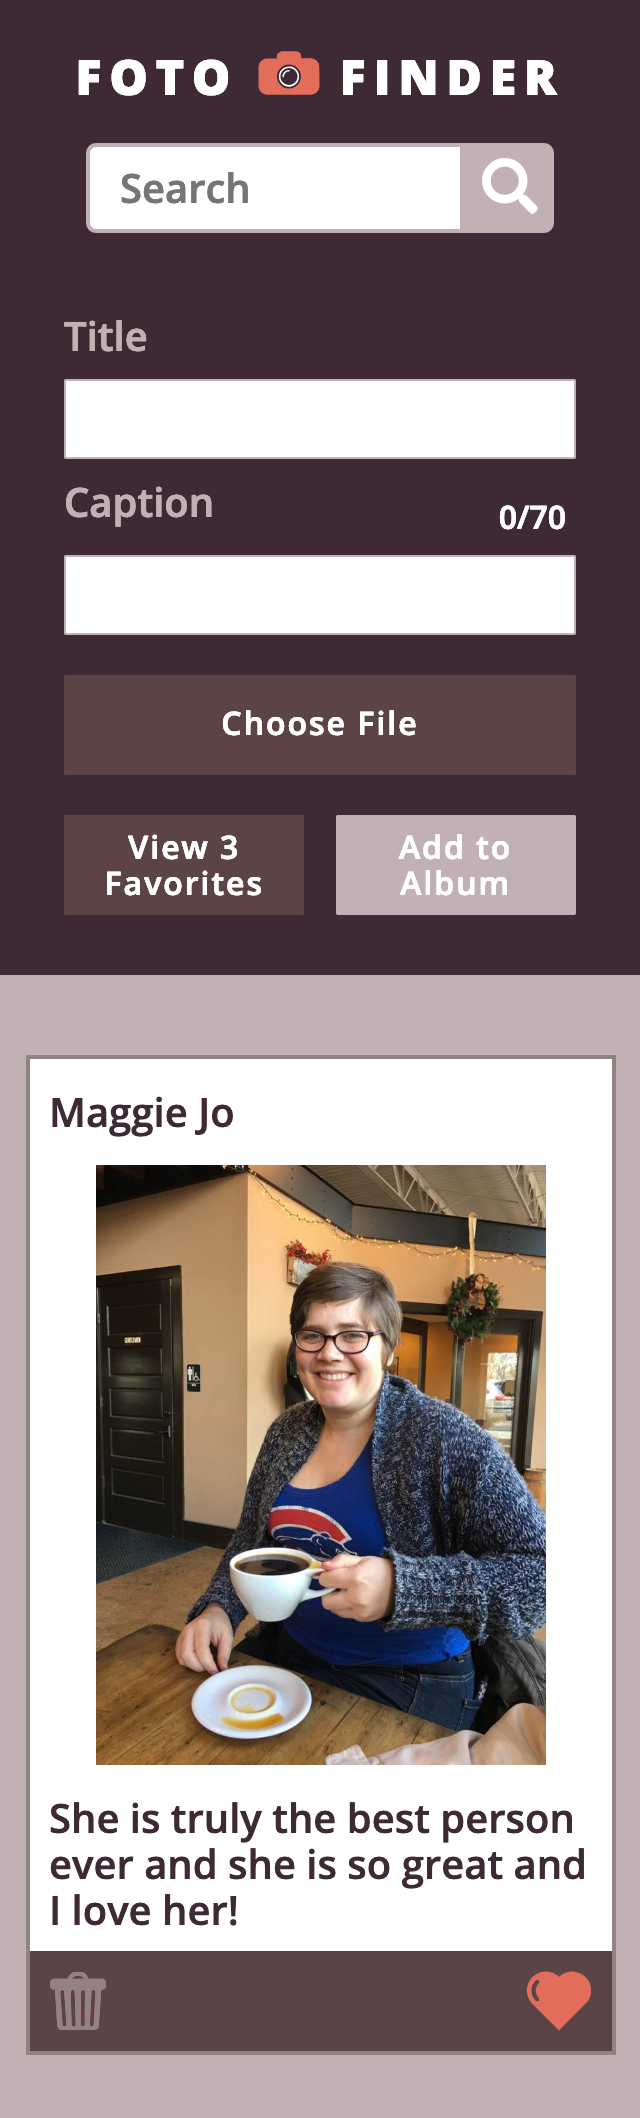 FOTO FINDER
Search
Title
Caption
0/70
Choose File
View 3
Favorites
Add to
Album
Maggie Jo
GENTLEMEN
She is truly the best person
ever and she is so great and
I love her!